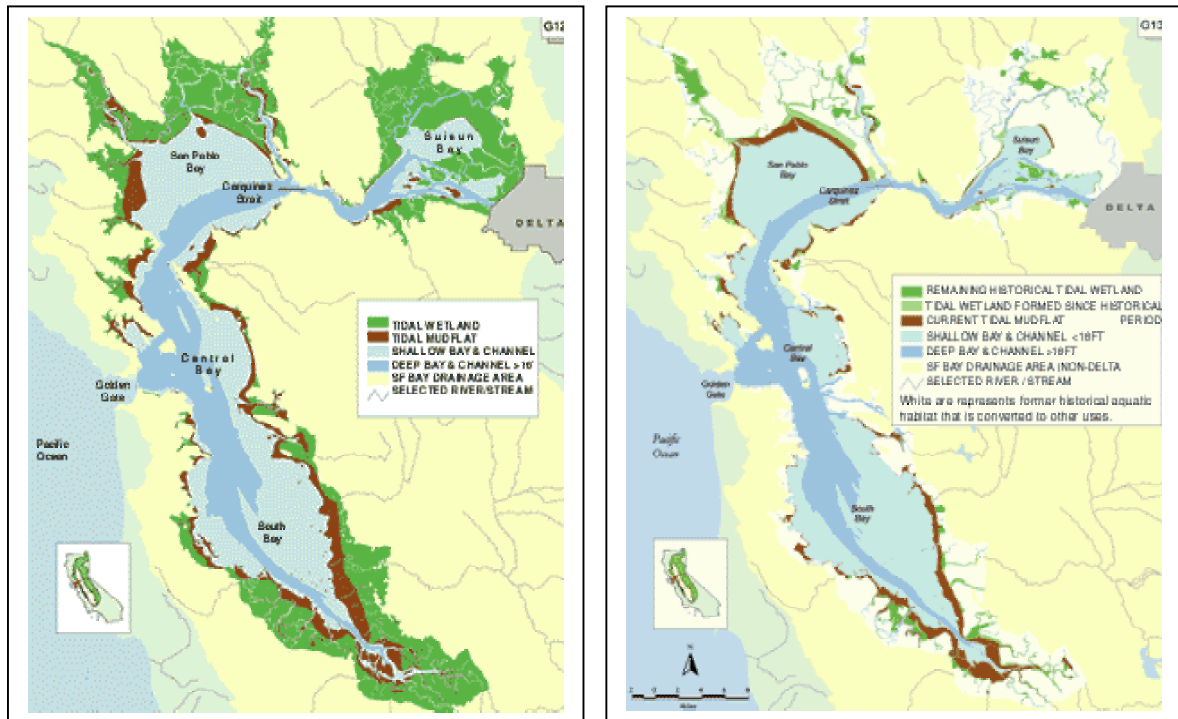 G12
San Pablo
Bay
Suisun
Bay
Carquinez
Strait
DELTA
TIDAL WETLAND
TIDAL MUDFLAT
SHALLOW BAY & CHANNEL
DEEP BAY & CHANNEL >18'
SF BAY DRAINAGE AREA
SELECTED RIVER/STREAM
Central
Bay
Golden
Gate
Pacific
Ocean
South
Bay
G13
San Pablo
Bay
Suisun
Bay
Carquinez
Strait
DELTA
REMAINING HISTORICAL TIDAL WETLAND
TIDAL WETLAND FORMED SINCE HISTORICAL
CURRENT TIDAL MUDFLAT PERIOD
SHALLOW BAY & CHANNEL <18FT
DEEP BAY & CHANNEL >18FT
SF BAY DRAINAGE AREA (NON-DELTA
SELECTED RIVER / STREAM
White are represents former historical aquatic
habitat that is converted to other uses.
Central
Bay
Golden
Gate
Pacific
Ocean
South
Bay
N